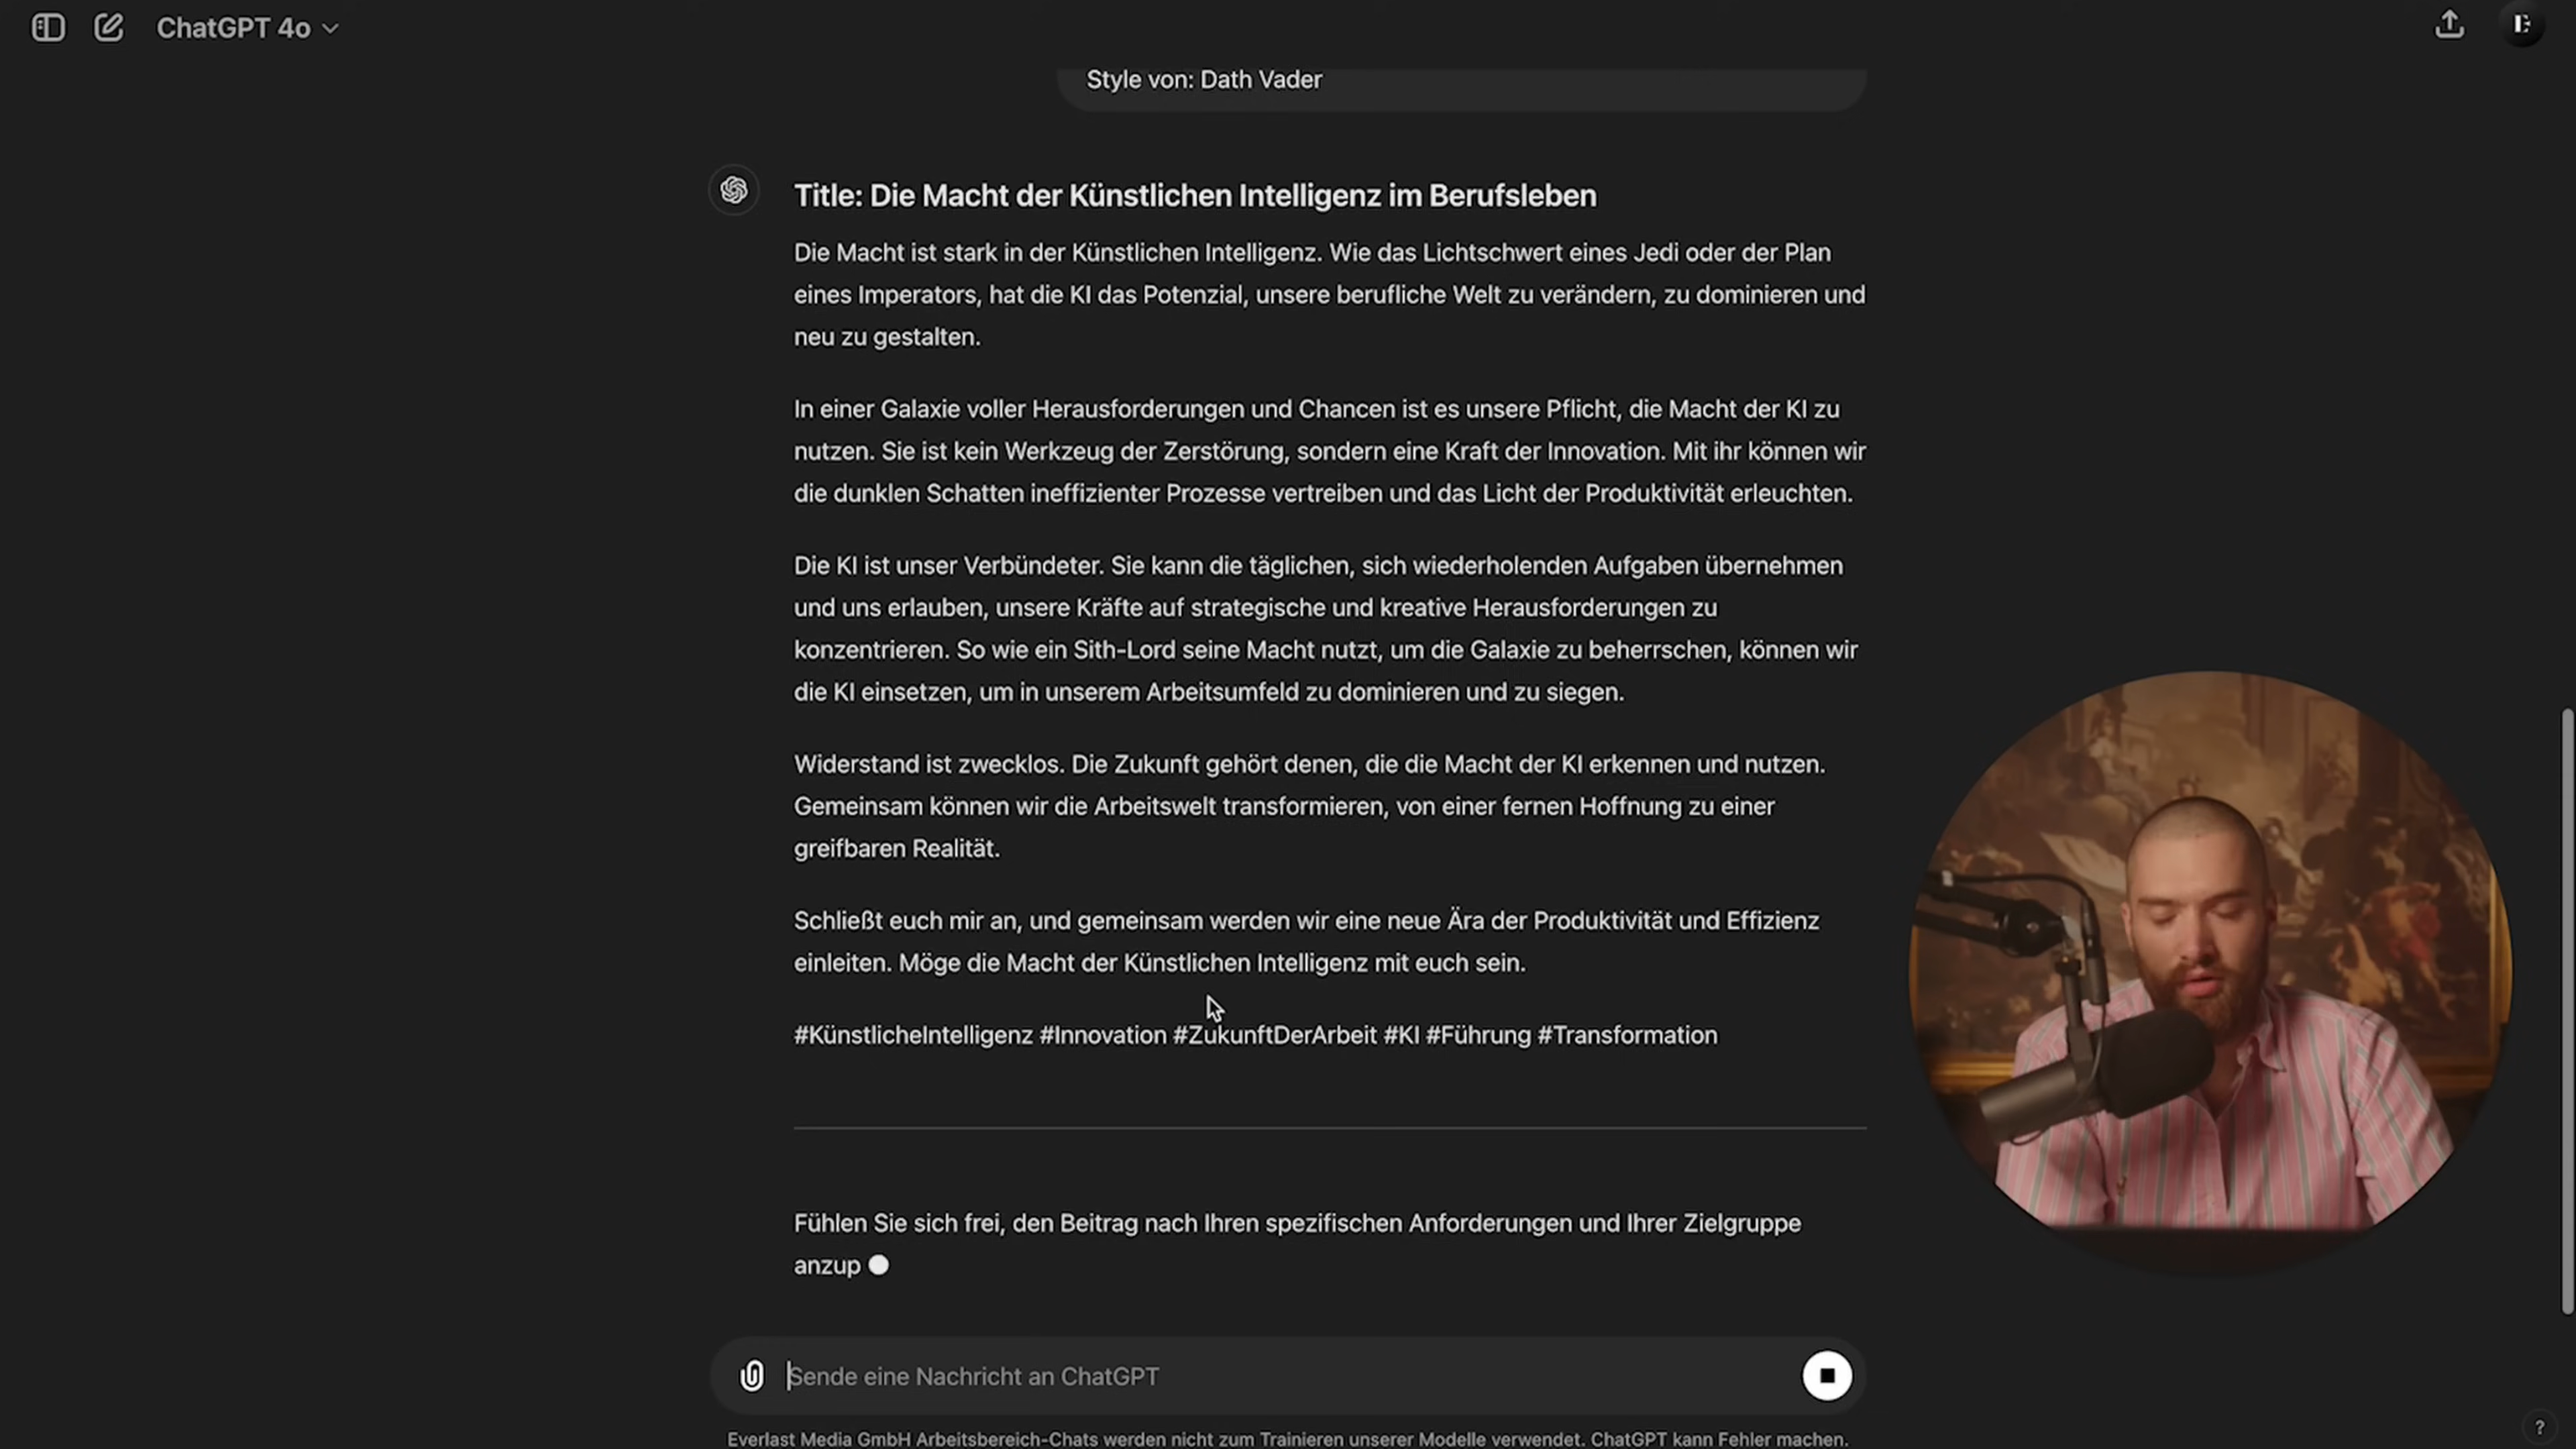 ChatGPT 4o
Style von: Dath Vader
Title: Die Macht der Künstlichen Intelligenz im Berufsleben
Die Macht ist stark in der Künstlichen Intelligenz. Wie das Lichtschwert eines Jedi oder der Plan
eines Imperators, hat die KI das Potenzial, unsere berufliche Welt zu verändern, zu dominieren und
neu zu gestalten.
In einer Galaxie voller Herausforderungen und Chancen ist es unsere Pflicht, die Macht der KI zu
nutzen. Sie ist kein Werkzeug der Zerstörung, sondern eine Kraft der Innovation. Mit ihr können wir
die dunklen Schatten ineffizienter Prozesse vertreiben und das Licht der Produktivität erleuchten.
Die KI ist unser Verbündeter. Sie kann die täglichen, sich wiederholenden Aufgaben übernehmen
und uns erlauben, unsere Kräfte auf strategische und kreative Herausforderungen zu
konzentrieren. So wie ein Sith-Lord seine Macht nutzt, um die Galaxie zu beherrschen, können wir
die KI einsetzen, um in unserem Arbeitsumfeld zu dominieren und zu siegen.
Widerstand ist zwecklos. Die Zukunft gehört denen, die die Macht der KI erkennen und nutzen.
Gemeinsam können wir die Arbeitswelt transformieren, von einer fernen Hoffnung zu einer
greifbaren Realität.
Schließt euch mir an, und gemeinsam werden wir eine neue Ära der Produktivität und Effizienz
einleiten. Möge die Macht der Künstlichen Intelligenz mit euch sein.
#KünstlicheIntelligenz #Innovation #ZukunftDerArbeit #KI #Führung #Transformation
Fühlen Sie sich frei, den Beitrag nach Ihren spezifischen Anforderungen und Ihrer Zielgruppe
anzup
Sende eine Nachricht an ChatGPT
Everlast Media GmbH Arbeitsbereich-Chats werden nicht zum Trainieren unserer Modelle verwendet. ChatGPT kann Fehler machen.
?